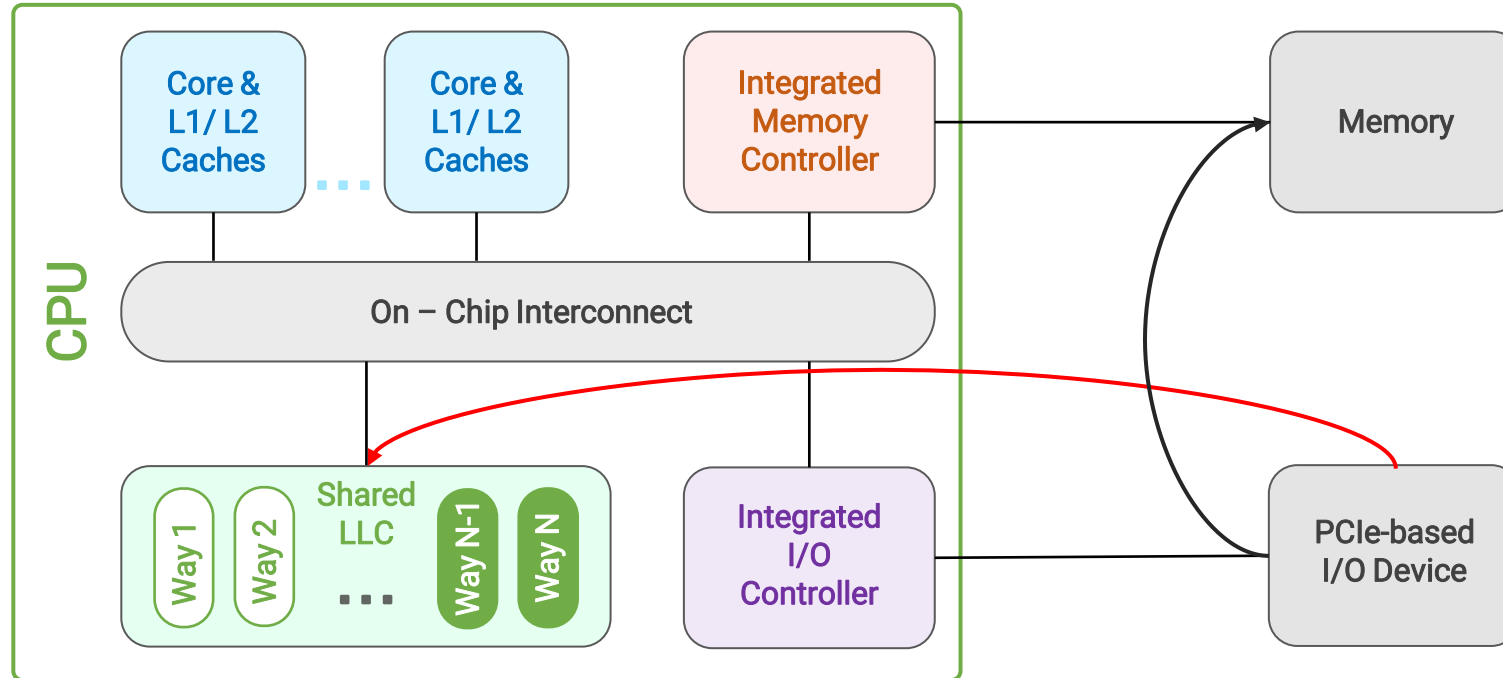 Core &
L1/ L2
Caches
Core &
L1/ L2
Caches
Integrated
Memory
Controller
Memory
CPU
On – Chip Interconnect
Shared
LLC
Way 1
Way 2
...
Way N-1
Way N
Integrated
I/O
Controller
PCIe-based
I/O Device